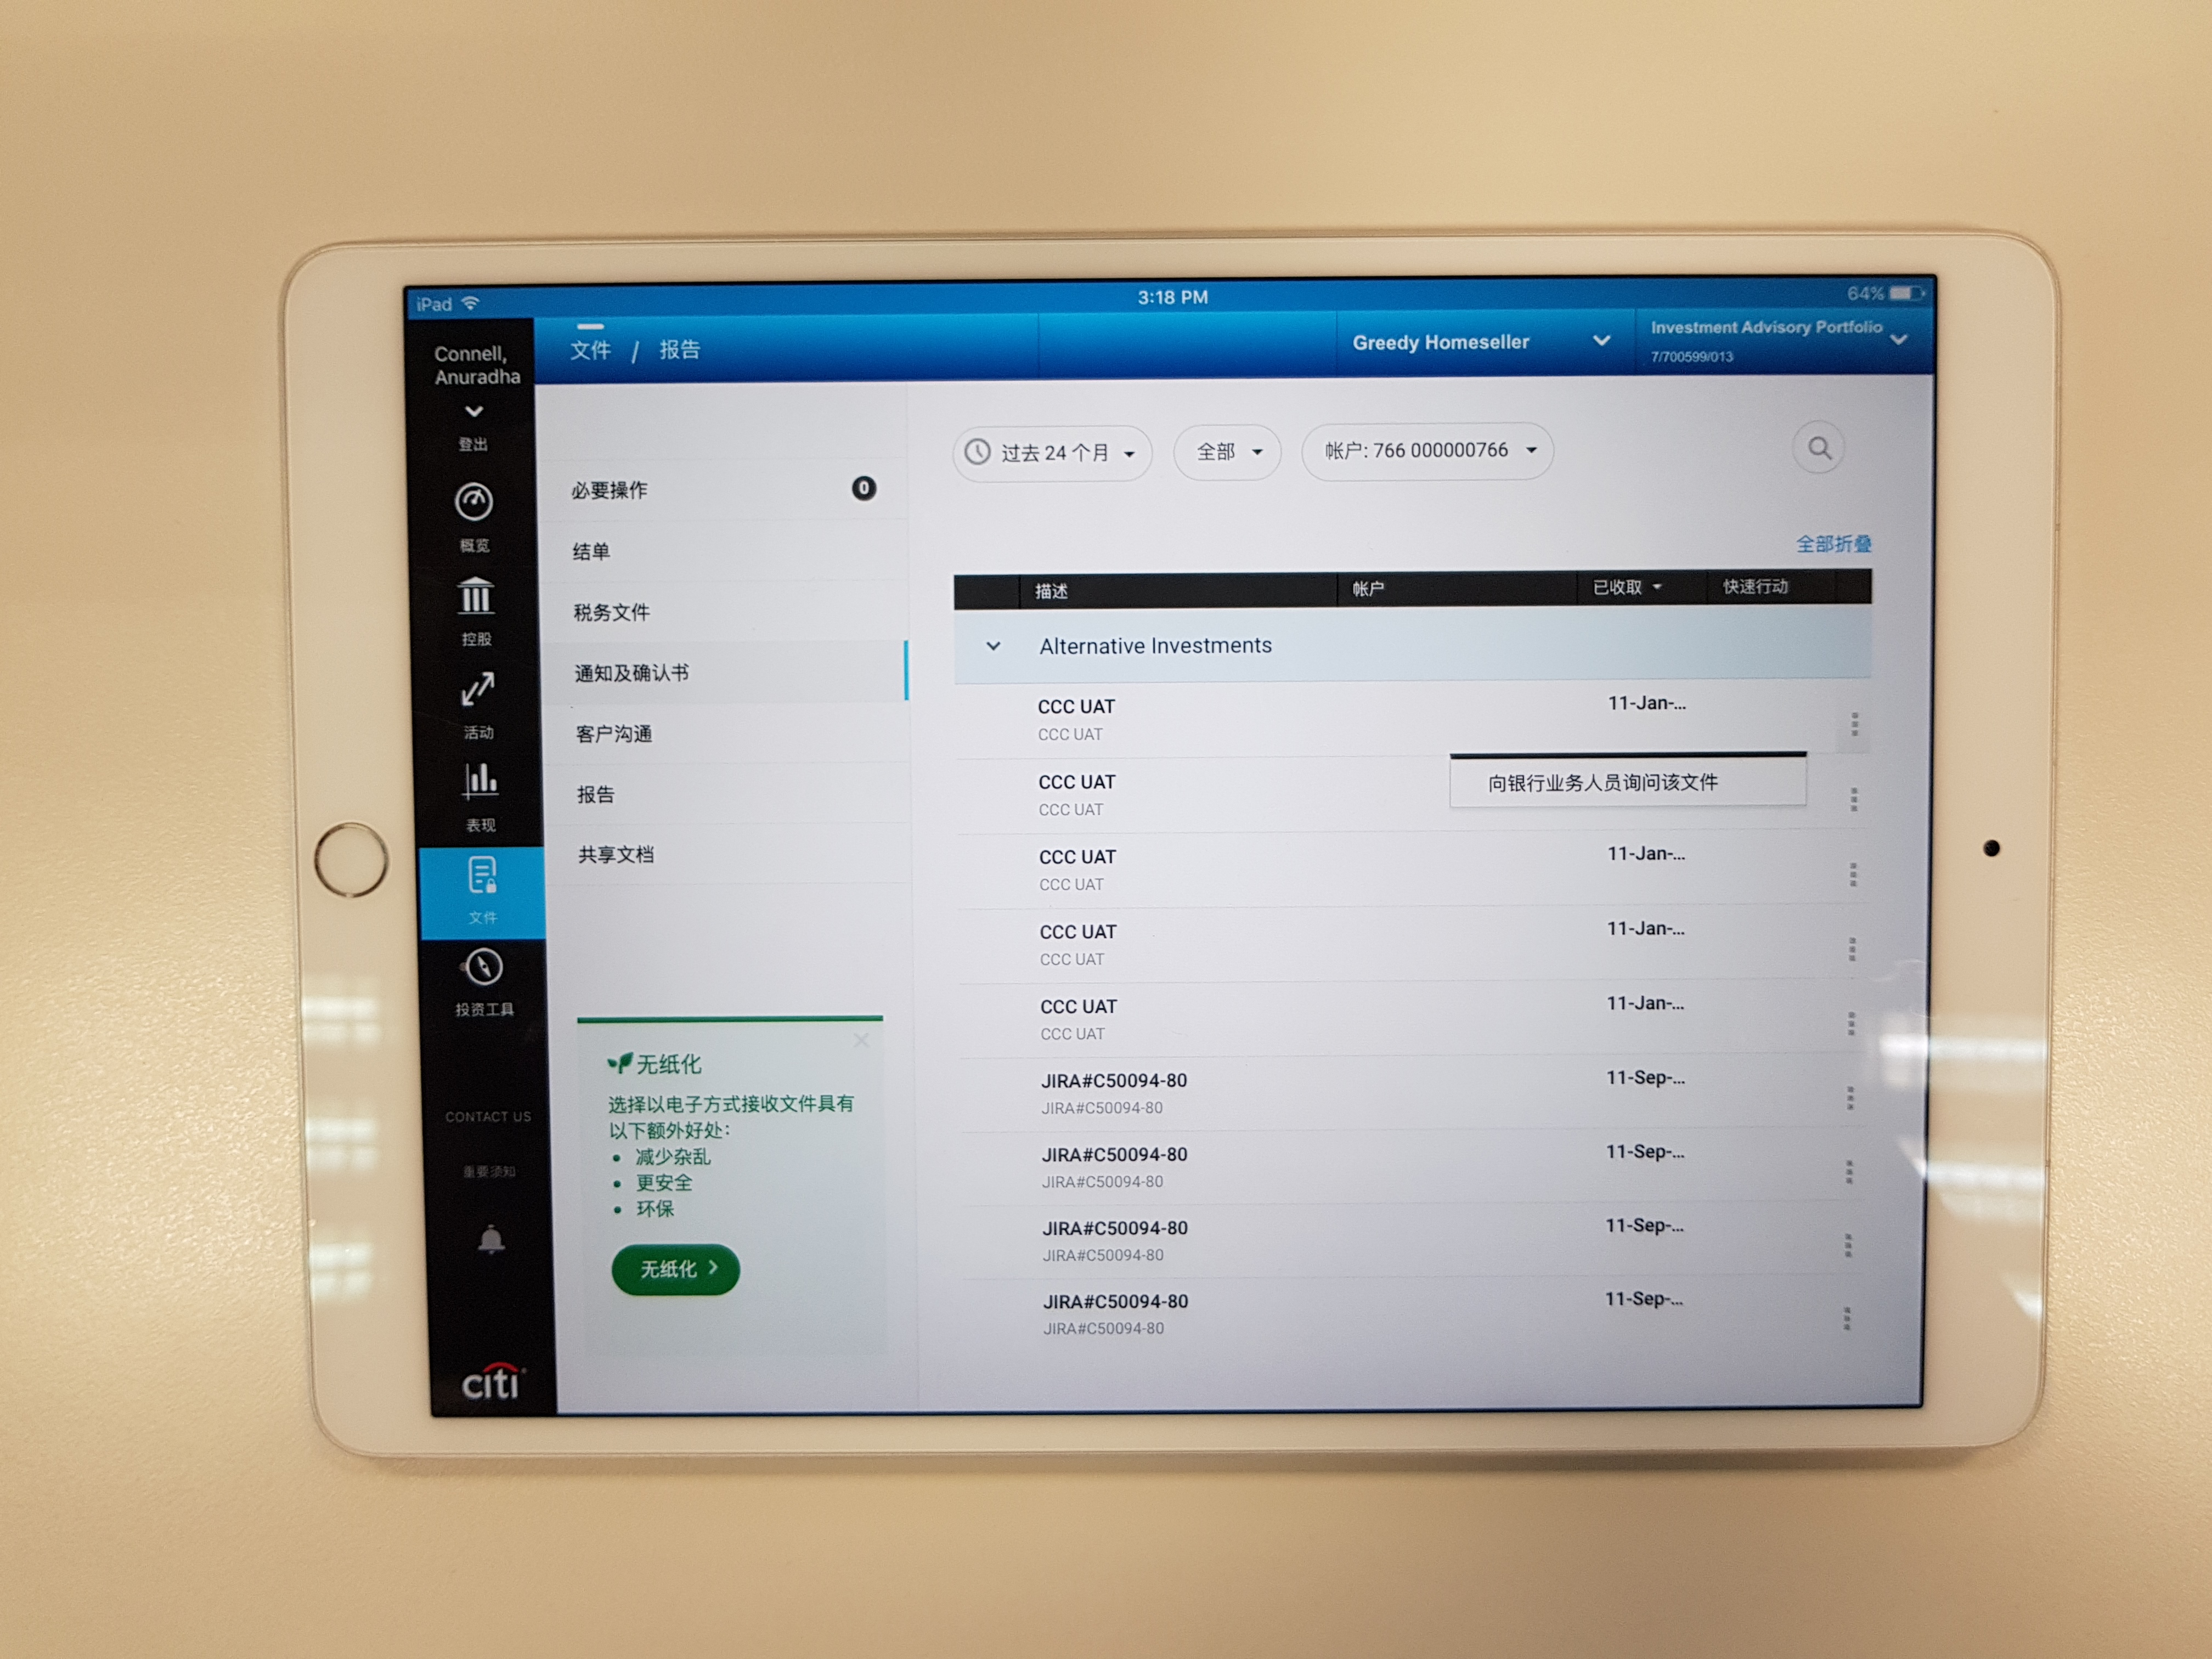 iPad
3:18 PM
64%
Connell,
Anuradha
登出
概览
控股
活动
表现
文件
投资工具
CONTACT US
重要须知
citi
文件 / 报告
Greedy Homeseller
Investment Advisory Portfolio
7/700599/013
必要操作
0
结单
税务文件
通知及确认书
客户沟通
报告
共享文档
无纸化
选择以电子方式接收文件具有
以下额外好处：
• 减少杂乱
• 更安全
• 环保
无纸化
过去 24 个月
全部
帐户: 766 000000766
全部折叠
描述
帐户
已收取
快速行动
Alternative Investments
CCC UAT
CCC UAT
11-Jan-...
CCC UAT
CCC UAT
向银行业务人员询问该文件
CCC UAT
CCC UAT
11-Jan-...
CCC UAT
CCC UAT
11-Jan-...
CCC UAT
CCC UAT
11-Jan-...
JIRA#C50094-80
JIRA#C50094-80
11-Sep-...
JIRA#C50094-80
JIRA#C50094-80
11-Sep-...
JIRA#C50094-80
JIRA#C50094-80
11-Sep-...
JIRA#C50094-80
JIRA#C50094-80
11-Sep-...